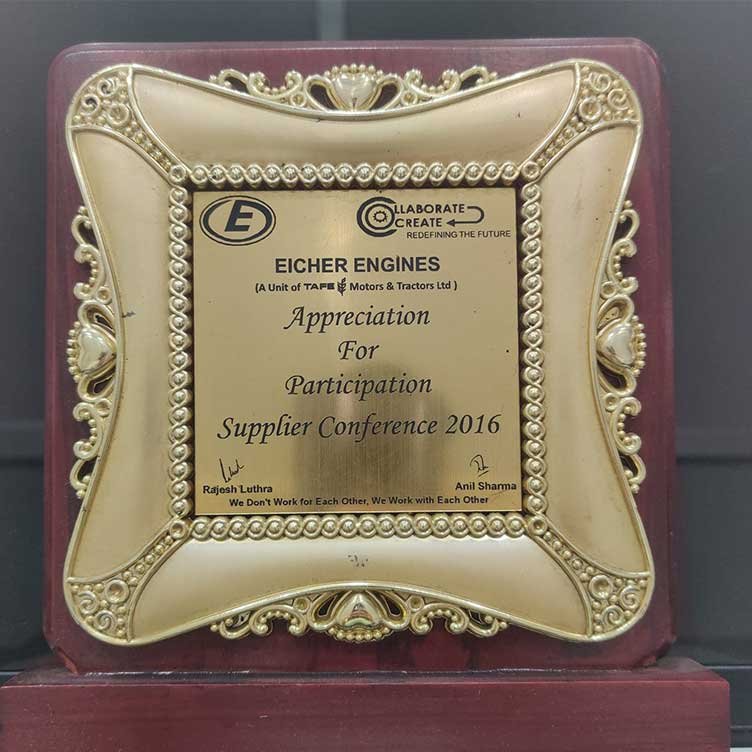 E
COLLABORATE
CREATE
REDEFINING THE FUTURE
EICHER ENGINES
(A Unit of TAFE Motors & Tractors Ltd )
Appreciation
For
Participation
Supplier Conference 2016
Rajesh Luthra
Anil Sharma
We Don't Work for Each Other, We Work with Each Other